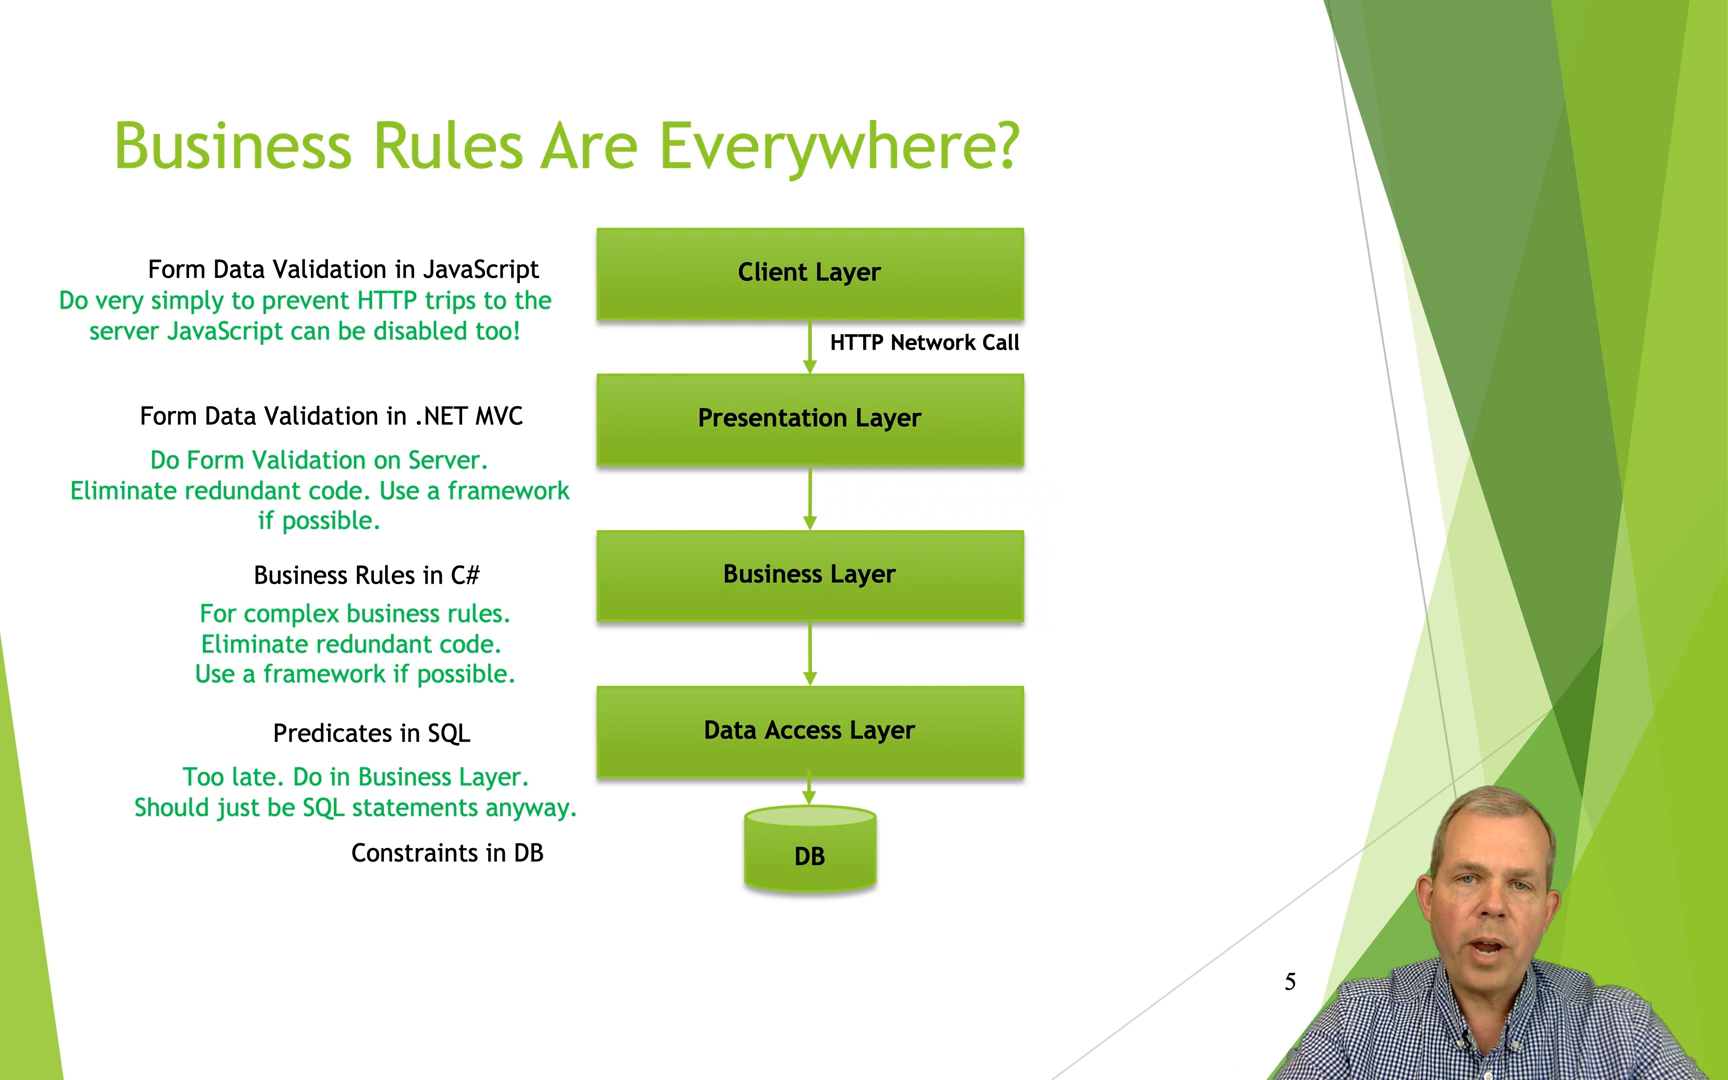 Business Rules Are Everywhere?
Form Data Validation in JavaScript
Do very simply to prevent HTTP trips to the
server JavaScript can be disabled too!
Client Layer
HTTP Network Call
Form Data Validation in .NET MVC
Do Form Validation on Server.
Eliminate redundant code. Use a framework
if possible.
Presentation Layer
Business Rules in C#
For complex business rules.
Eliminate redundant code.
Use a framework if possible.
Business Layer
Predicates in SQL
Too late. Do in Business Layer.
Should just be SQL statements anyway.
Data Access Layer
Constraints in DB
DB
5